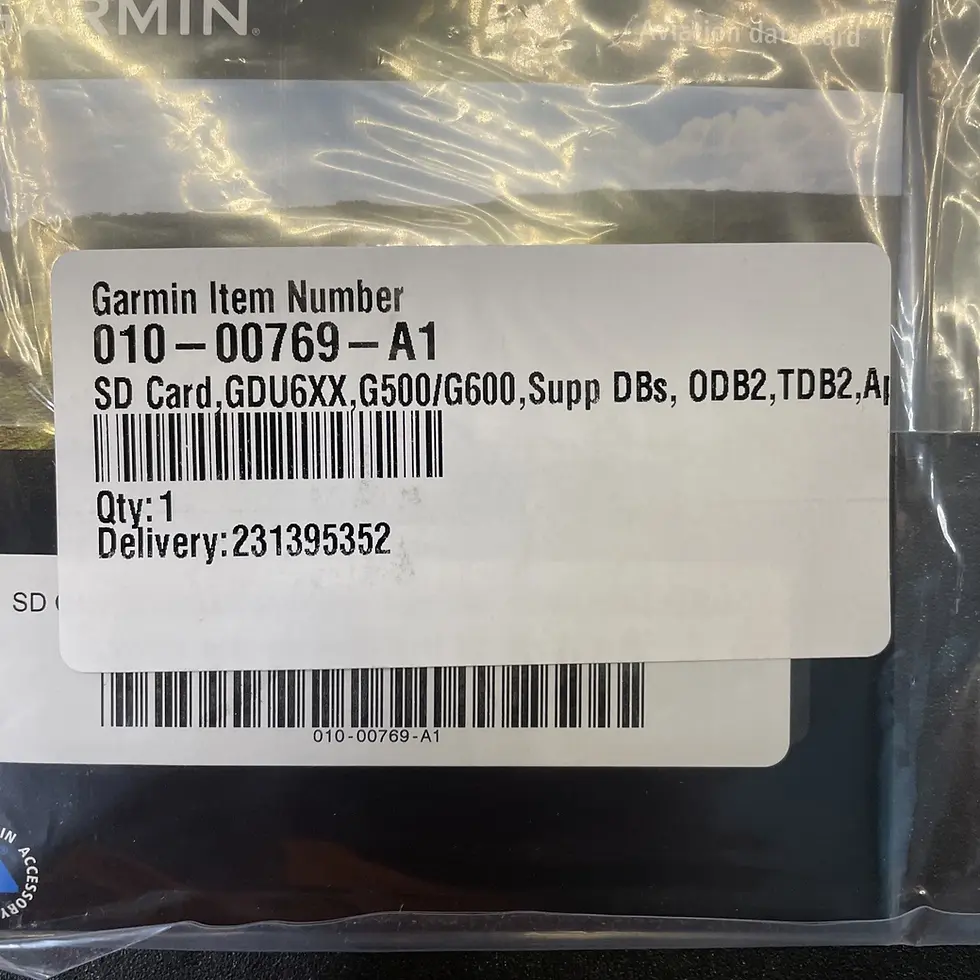 GARMIN®
Aviation data card
Garmin Item Number
010-00769-A1
SD Card,GDU6XX,G500/G600,Supp DBs, ODB2,TDB2,Ap
Qty:1
Delivery:231395352
SD
010-00769-A1
IN ACCESSORY